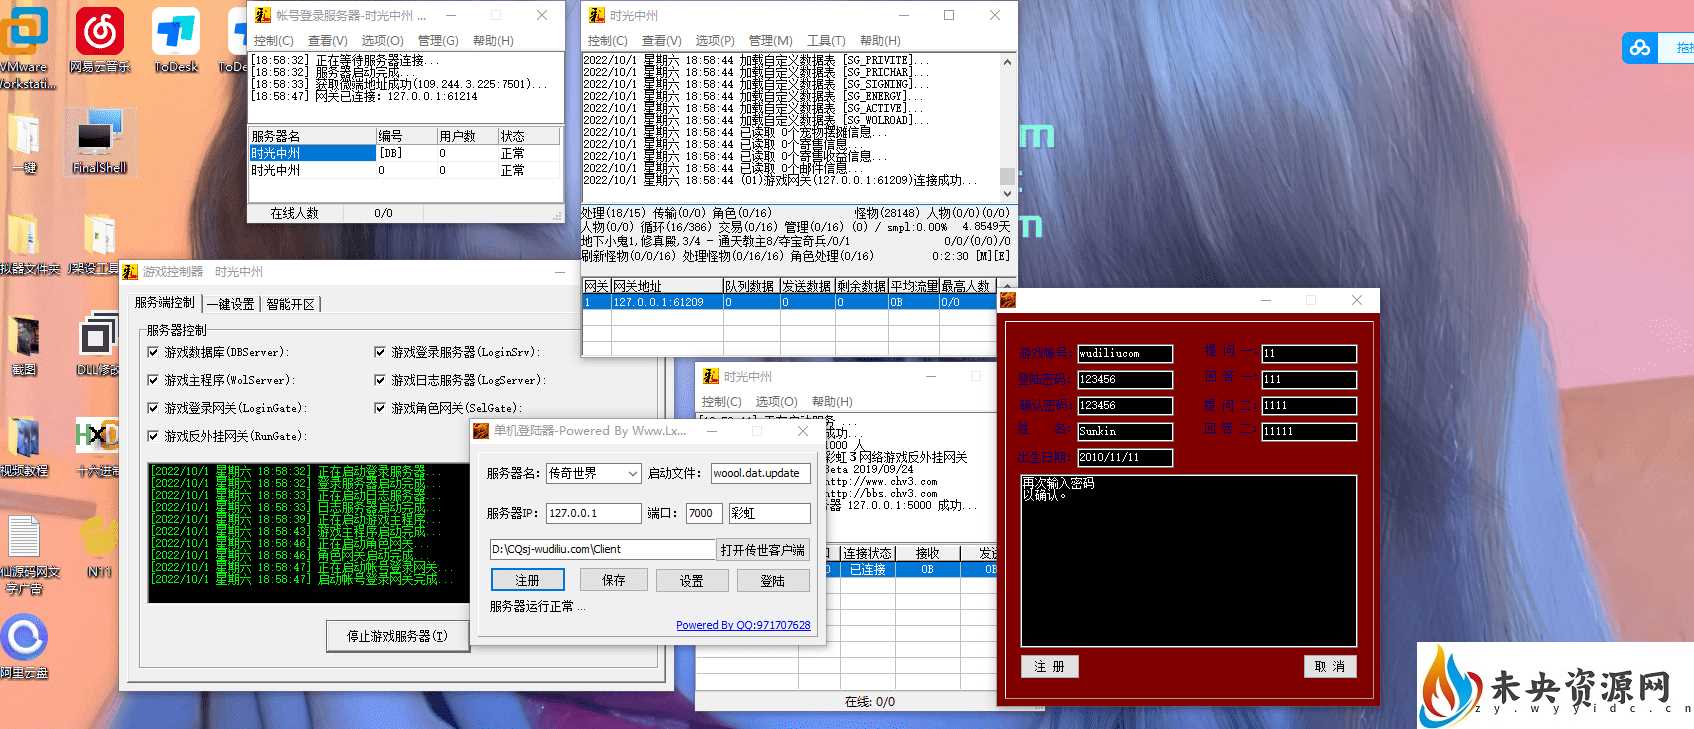 VMware
Workstati...
网易云音乐
ToDesk
ToDe
一键
FinalShell
拟器文件夹
J架设工具
截图
DLL修改
视频教程
十六进制
HXD
仙源码网文
字广告
NT1
阿里云盘
帐号登录服务器-时光中州 ...
控制(C) 查看(V) 选项(O) 管理(G) 帮助(H)
[18:58:32] 正在等待服务器连接...
[18:58:32] 服务器启动完成...
[18:58:33] 获取微端地址成功(109.244.3.225:7501)...
[18:58:47] 网关已连接: 127.0.0.1:61214
服务器名 编号 用户数 状态
时光中州 [DB] 0 正常
时光中州 0 0 正常
在线人数 0/0
时光中州
控制(C) 查看(V) 选项(P) 管理(M) 工具(T) 帮助(H)
2022/10/1 星期六 18:58:44 加载自定义数据表 [SG_PRIVITE]...
2022/10/1 星期六 18:58:44 加载自定义数据表 [SG_PRICHAR]...
2022/10/1 星期六 18:58:44 加载自定义数据表 [SG_SIGNING]...
2022/10/1 星期六 18:58:44 加载自定义数据表 [SG_ENERGY]...
2022/10/1 星期六 18:58:44 加载自定义数据表 [SG_ACTIVE]...
2022/10/1 星期六 18:58:44 加载自定义数据表 [SG_WOLROAD]...
2022/10/1 星期六 18:58:44 已读取 0个宠物摆摊信息...
2022/10/1 星期六 18:58:44 已读取 0个寄售信息...
2022/10/1 星期六 18:58:44 已读取 0个寄售收益信息...
2022/10/1 星期六 18:58:44 已读取 0个邮件信息...
2022/10/1 星期六 18:58:44 (01)游戏网关(127.0.0.1:61209)连接成功...
处理(18/15) 传输(0/0) 角色(0/16) 怪物(28148) 人物(0/0)(0/0)
人物(0/0) 循环(16/386) 交易(0/16) 管理(0/16) (0) / smpl:0.00% 4.8549天
地下小鬼1,修真殿,3/4 - 通天教主8/夺宝奇兵/0/1 0/0/(0/0)/0
刷新怪物(0/0/16) 处理怪物(0/16/16) 角色处理(0/16) 0:2:30 [M][E]
网关 网关地址 队列数据 发送数据 剩余数据 平均流量 最高人数
1 127.0.0.1:61209 0 0 0 0B 0/0
游戏控制器 时光中州
服务端控制 一键设置 智能开区
服务器控制
游戏数据库(DBServer): 游戏登录服务器(LoginSrv):
游戏主程序(WolServer): 游戏日志服务器(LogServer):
游戏登录网关(LoginGate): 游戏角色网关(SelGate):
游戏反外挂网关(RunGate):
[2022/10/1 星期六 18:58:32] 正在启动登录服务器...
[2022/10/1 星期六 18:58:32] 登录服务器启动完成...
[2022/10/1 星期六 18:58:33] 正在启动日志服务器...
[2022/10/1 星期六 18:58:33] 日志服务器启动完成...
[2022/10/1 星期六 18:58:39] 正在启动游戏主程序...
[2022/10/1 星期六 18:58:43] 游戏主程序启动完成...
[2022/10/1 星期六 18:58:46] 正在启动角色网关...
[2022/10/1 星期六 18:58:46] 角色网关启动完成...
[2022/10/1 星期六 18:58:47] 正在启动帐号登录网关...
[2022/10/1 星期六 18:58:47] 启动帐号登录网关完成...
停止游戏服务器(T)
时光中州
控制(C) 选项(O) 帮助(H)
成功...
1000 人
彩虹3网络游戏反外挂网关
Beta 2019/09/24
http://www.chv3.com
http://bbs.chv3.com
器 127.0.0.1:5000 成功...
连接状态 接收 发送
已连接 0B 0B
在线: 0/0
单机登陆器-Powered By Www.Lx...
服务器名: 传奇世界 启动文件: woool.dat.update
服务器IP: 127.0.0.1 端口: 7000 彩虹
D:\CQsj-wudiliu.com\Client 打开传世客户端
注册 保存 设置 登陆
服务器运行正常 ...
Powered By QQ:971707628
游戏帐号: wudiliucom 提问一: 11
登陆密码: 123456 回答一: 111
确认密码: 123456 提问二: 1111
姓 名: Sunkin 回答二: 11111
出生日期: 2010/11/11
再次输入密码
以确认。
注 册 取 消
拖拽
m
m
未央资源网
zy.wyyidc.cn